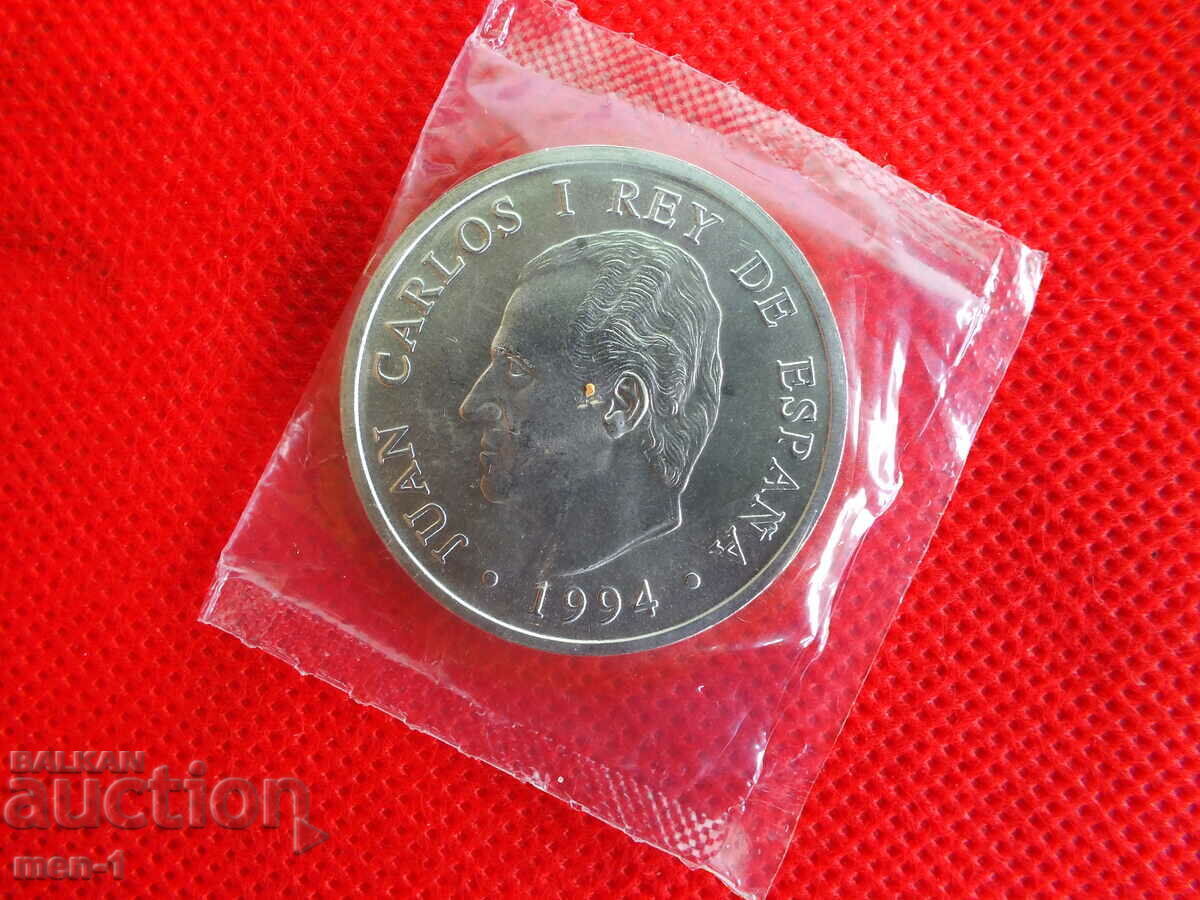 JUAN CARLOS I REY DE ESPAÑA
• 1994 •
BALKAN
auction
men-1